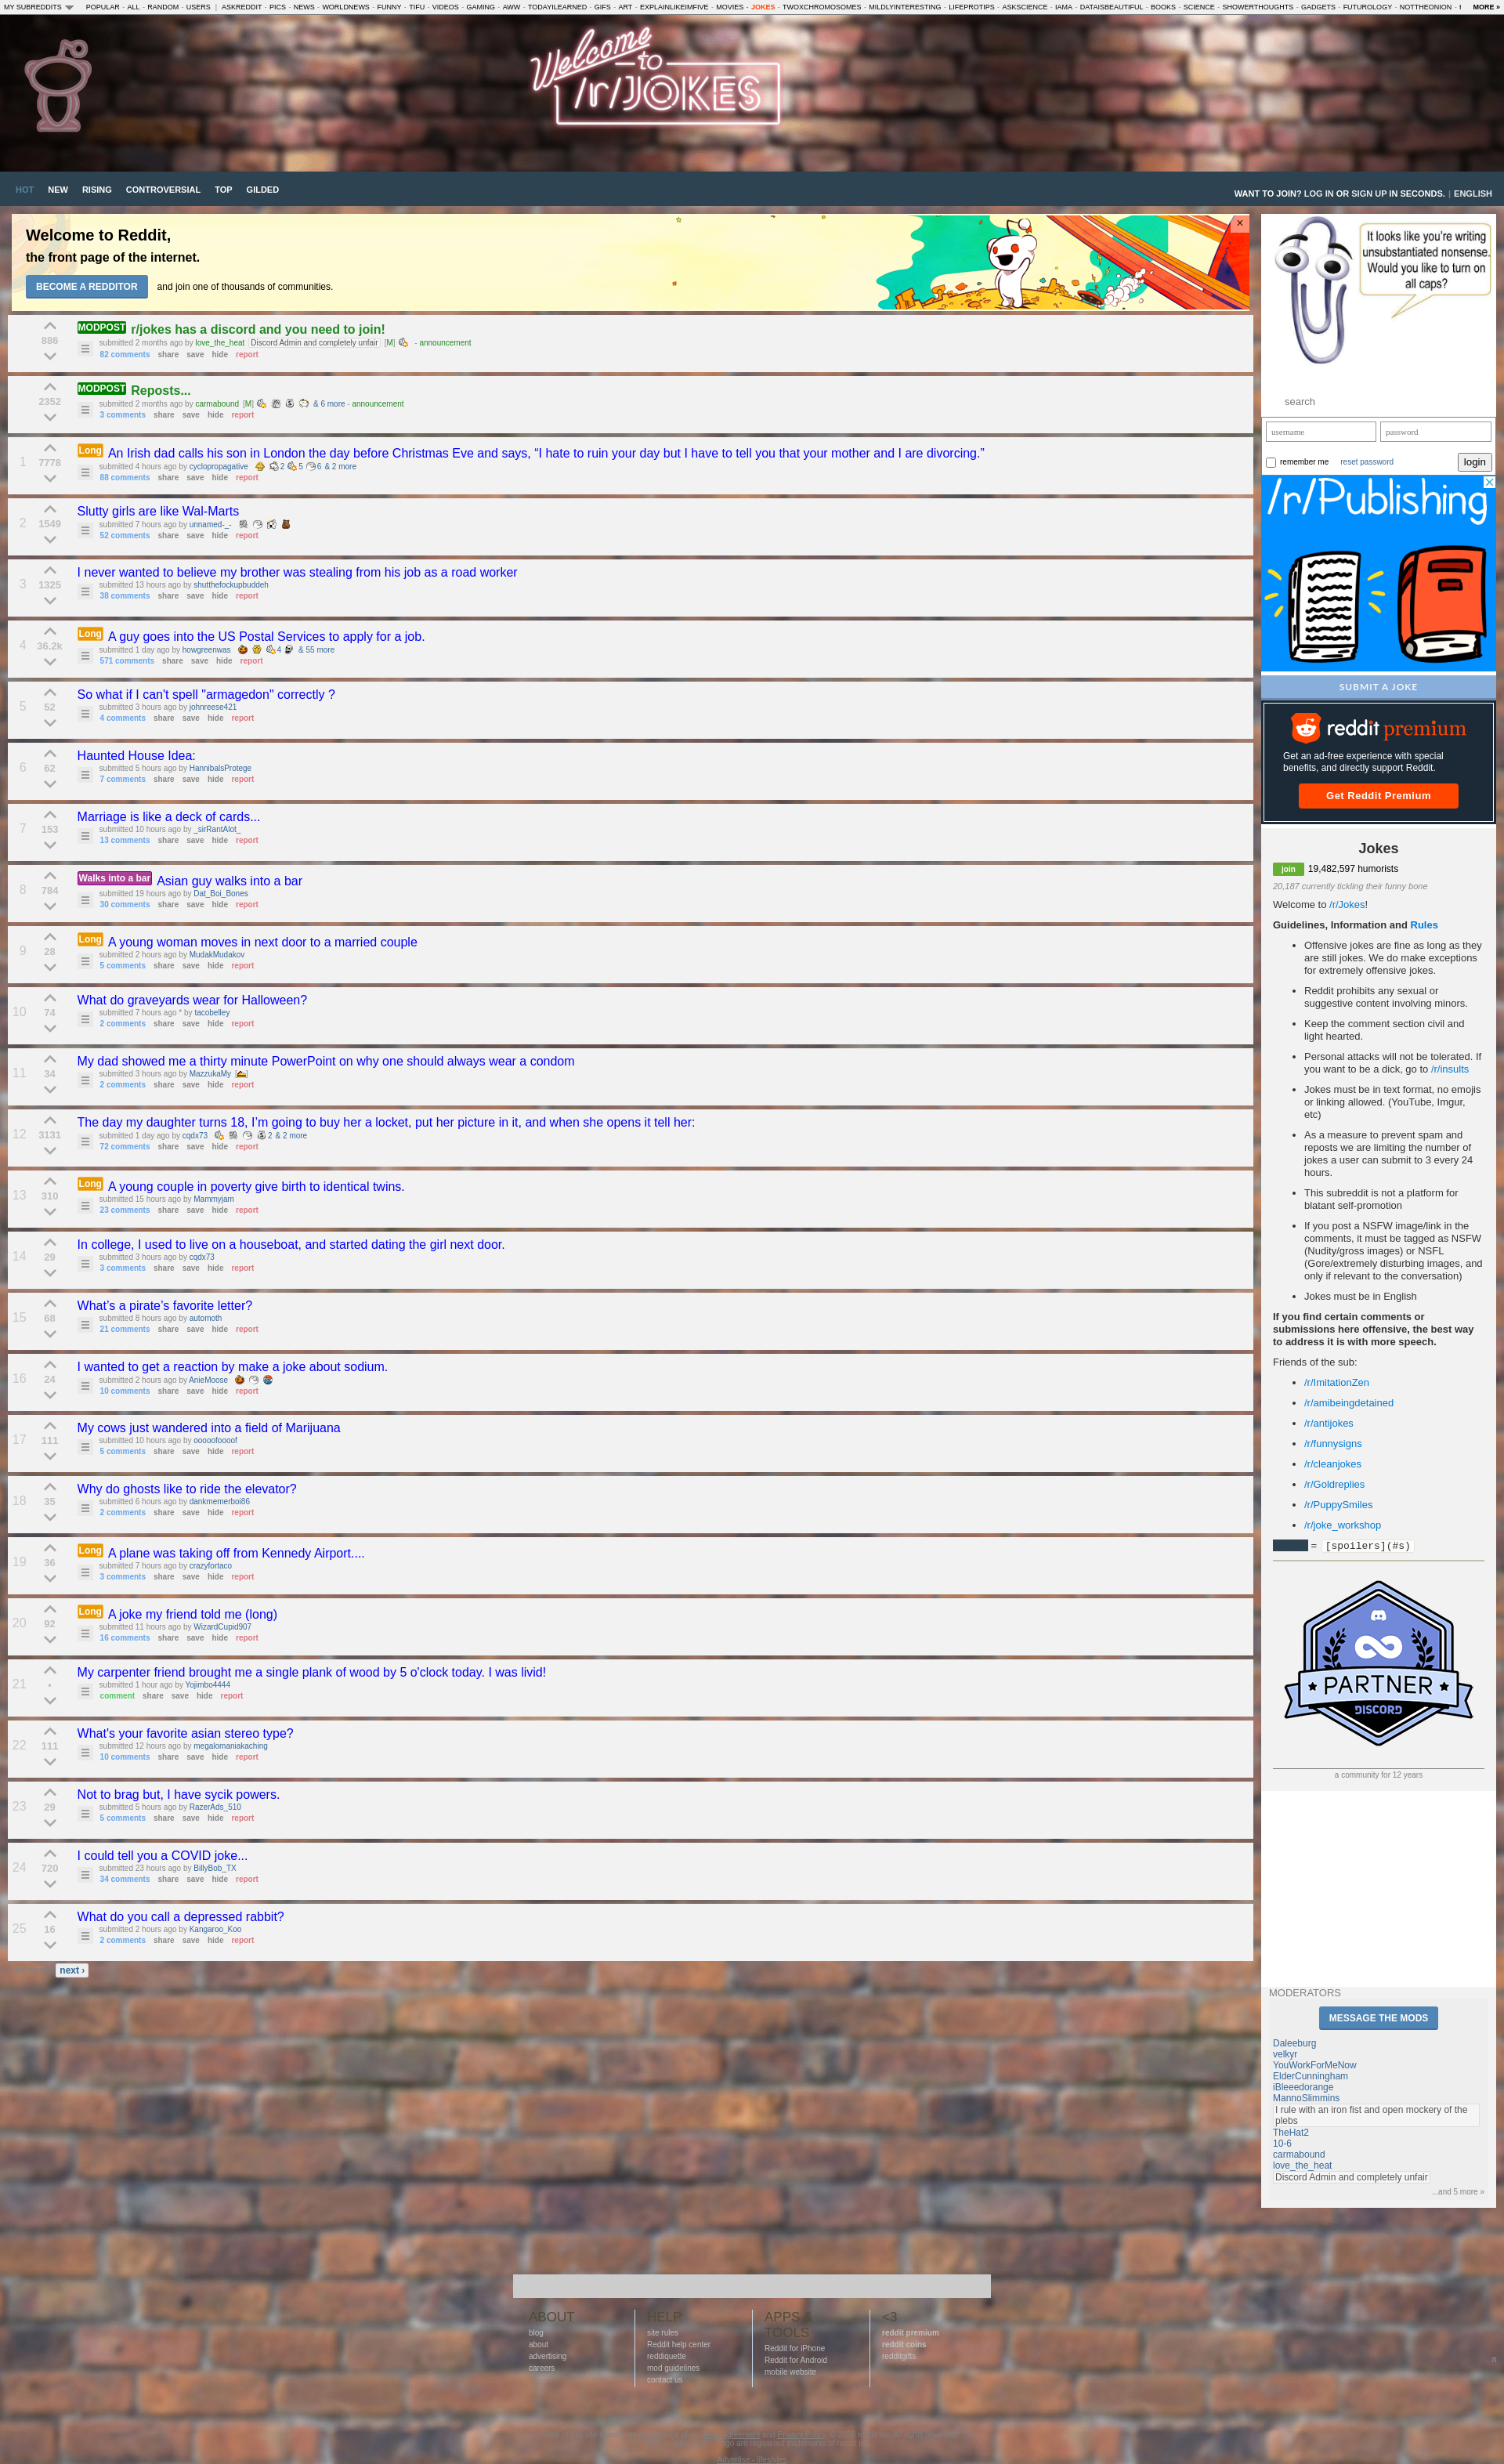 MY SUBREDDITS POPULAR - ALL - RANDOM - USERS | ASKREDDIT - PICS - NEWS - WORLDNEWS - FUNNY - TIFU - VIDEOS - GAMING - AWW - TODAYILEARNED - GIFS - ART - EXPLAINLIKEIMFIVE - MOVIES - JOKES - TWOXCHROMOSOMES - MILDLYINTERESTING - LIFEPROTIPS - ASKSCIENCE - IAMA - DATAISBEAUTIFUL - BOOKS - SCIENCE - SHOWERTHOUGHTS - GADGETS - FUTUROLOGY - NOTTHEONION - MORE »
Welcome
to
/r/JOKES
HOT NEW RISING CONTROVERSIAL TOP GILDED
WANT TO JOIN? LOG IN OR SIGN UP IN SECONDS. | ENGLISH
Welcome to Reddit,
the front page of the internet.
BECOME A REDDITOR and join one of thousands of communities.
886
MODPOST r/jokes has a discord and you need to join!
submitted 2 months ago by love_the_heat Discord Admin and completely unfair [M] - announcement
82 comments share save hide report
2352
MODPOST Reposts...
submitted 2 months ago by carmabound [M] & 6 more - announcement
3 comments share save hide report
1 7778
Long An Irish dad calls his son in London the day before Christmas Eve and says, “I hate to ruin your day but I have to tell you that your mother and I are divorcing.”
submitted 4 hours ago by cyclopropagative 2 5 6 & 2 more
88 comments share save hide report
2 1549
Slutty girls are like Wal-Marts
submitted 7 hours ago by unnamed-_-
52 comments share save hide report
3 1325
I never wanted to believe my brother was stealing from his job as a road worker
submitted 13 hours ago by shutthefockupbuddeh
38 comments share save hide report
4 36.2k
Long A guy goes into the US Postal Services to apply for a job.
submitted 1 day ago by howgreenwas 4 & 55 more
571 comments share save hide report
5 52
So what if I can't spell "armagedon" correctly ?
submitted 3 hours ago by johnreese421
4 comments share save hide report
6 62
Haunted House Idea:
submitted 5 hours ago by HannibalsProtege
7 comments share save hide report
7 153
Marriage is like a deck of cards...
submitted 10 hours ago by _sirRantAlot_
13 comments share save hide report
8 784
Walks into a bar Asian guy walks into a bar
submitted 19 hours ago by Dat_Boi_Bones
30 comments share save hide report
9 28
Long A young woman moves in next door to a married couple
submitted 2 hours ago by MudakMudakov
5 comments share save hide report
10 74
What do graveyards wear for Halloween?
submitted 7 hours ago * by tacobelley
2 comments share save hide report
11 34
My dad showed me a thirty minute PowerPoint on why one should always wear a condom
submitted 3 hours ago by MazzukaMy
2 comments share save hide report
12 3131
The day my daughter turns 18, I’m going to buy her a locket, put her picture in it, and when she opens it tell her:
submitted 1 day ago by cqdx73 2 & 2 more
72 comments share save hide report
13 310
Long A young couple in poverty give birth to identical twins.
submitted 15 hours ago by Mammyjam
23 comments share save hide report
14 29
In college, I used to live on a houseboat, and started dating the girl next door.
submitted 3 hours ago by cqdx73
3 comments share save hide report
15 68
What’s a pirate’s favorite letter?
submitted 8 hours ago by automoth
21 comments share save hide report
16 24
I wanted to get a reaction by make a joke about sodium.
submitted 2 hours ago by AnieMoose
10 comments share save hide report
17 111
My cows just wandered into a field of Marijuana
submitted 10 hours ago by ooooofoooof
5 comments share save hide report
18 35
Why do ghosts like to ride the elevator?
submitted 6 hours ago by dankmemerboi86
2 comments share save hide report
19 36
Long A plane was taking off from Kennedy Airport....
submitted 7 hours ago by crazyfortaco
3 comments share save hide report
20 92
Long A joke my friend told me (long)
submitted 11 hours ago by WizardCupid907
16 comments share save hide report
21 •
My carpenter friend brought me a single plank of wood by 5 o'clock today. I was livid!
submitted 1 hour ago by Yojimbo4444
comment share save hide report
22 111
What's your favorite asian stereo type?
submitted 12 hours ago by megalomaniakaching
10 comments share save hide report
23 29
Not to brag but, I have sycik powers.
submitted 5 hours ago by RazerAds_510
5 comments share save hide report
24 720
I could tell you a COVID joke...
submitted 23 hours ago by BillyBob_TX
34 comments share save hide report
25 16
What do you call a depressed rabbit?
submitted 2 hours ago by Kangaroo_Koo
2 comments share save hide report
next ›
It looks like you’re writing
unsubstantiated nonsense.
Would you like to turn on
all caps?
search
username password
remember me reset password login
/r/Publishing
SUBMIT A JOKE
reddit premium
Get an ad-free experience with special
benefits, and directly support Reddit.
Get Reddit Premium
Jokes
join 19,482,597 humorists
20,187 currently tickling their funny bone
Welcome to /r/Jokes!
Guidelines, Information and Rules
• Offensive jokes are fine as long as they
are still jokes. We do make exceptions
for extremely offensive jokes.
• Reddit prohibits any sexual or
suggestive content involving minors.
• Keep the comment section civil and
light hearted.
• Personal attacks will not be tolerated. If
you want to be a dick, go to /r/insults
• Jokes must be in text format, no emojis
or linking allowed. (YouTube, Imgur,
etc)
• As a measure to prevent spam and
reposts we are limiting the number of
jokes a user can submit to 3 every 24
hours.
• This subreddit is not a platform for
blatant self-promotion
• If you post a NSFW image/link in the
comments, it must be tagged as NSFW
(Nudity/gross images) or NSFL
(Gore/extremely disturbing images, and
only if relevant to the conversation)
• Jokes must be in English
If you find certain comments or
submissions here offensive, the best way
to address it is with more speech.
Friends of the sub:
• /r/ImitationZen
• /r/amibeingdetained
• /r/antijokes
• /r/funnysigns
• /r/cleanjokes
• /r/Goldreplies
• /r/PuppySmiles
• /r/joke_workshop
= [spoilers](#s)
PARTNER
DISCORD
a community for 12 years
MODERATORS
MESSAGE THE MODS
Daleeburg
velkyr
YouWorkForMeNow
ElderCunningham
iBleeedorange
MannoSlimmins
I rule with an iron fist and open mockery of the
plebs
TheHat2
10-6
carmabound
love_the_heat
Discord Admin and completely unfair
...and 5 more »
ABOUT
blog
about
advertising
careers
HELP
site rules
Reddit help center
reddiquette
mod guidelines
contact us
APPS &
TOOLS
Reddit for iPhone
Reddit for Android
mobile website
<3
reddit premium
reddit coins
redditgifts
π